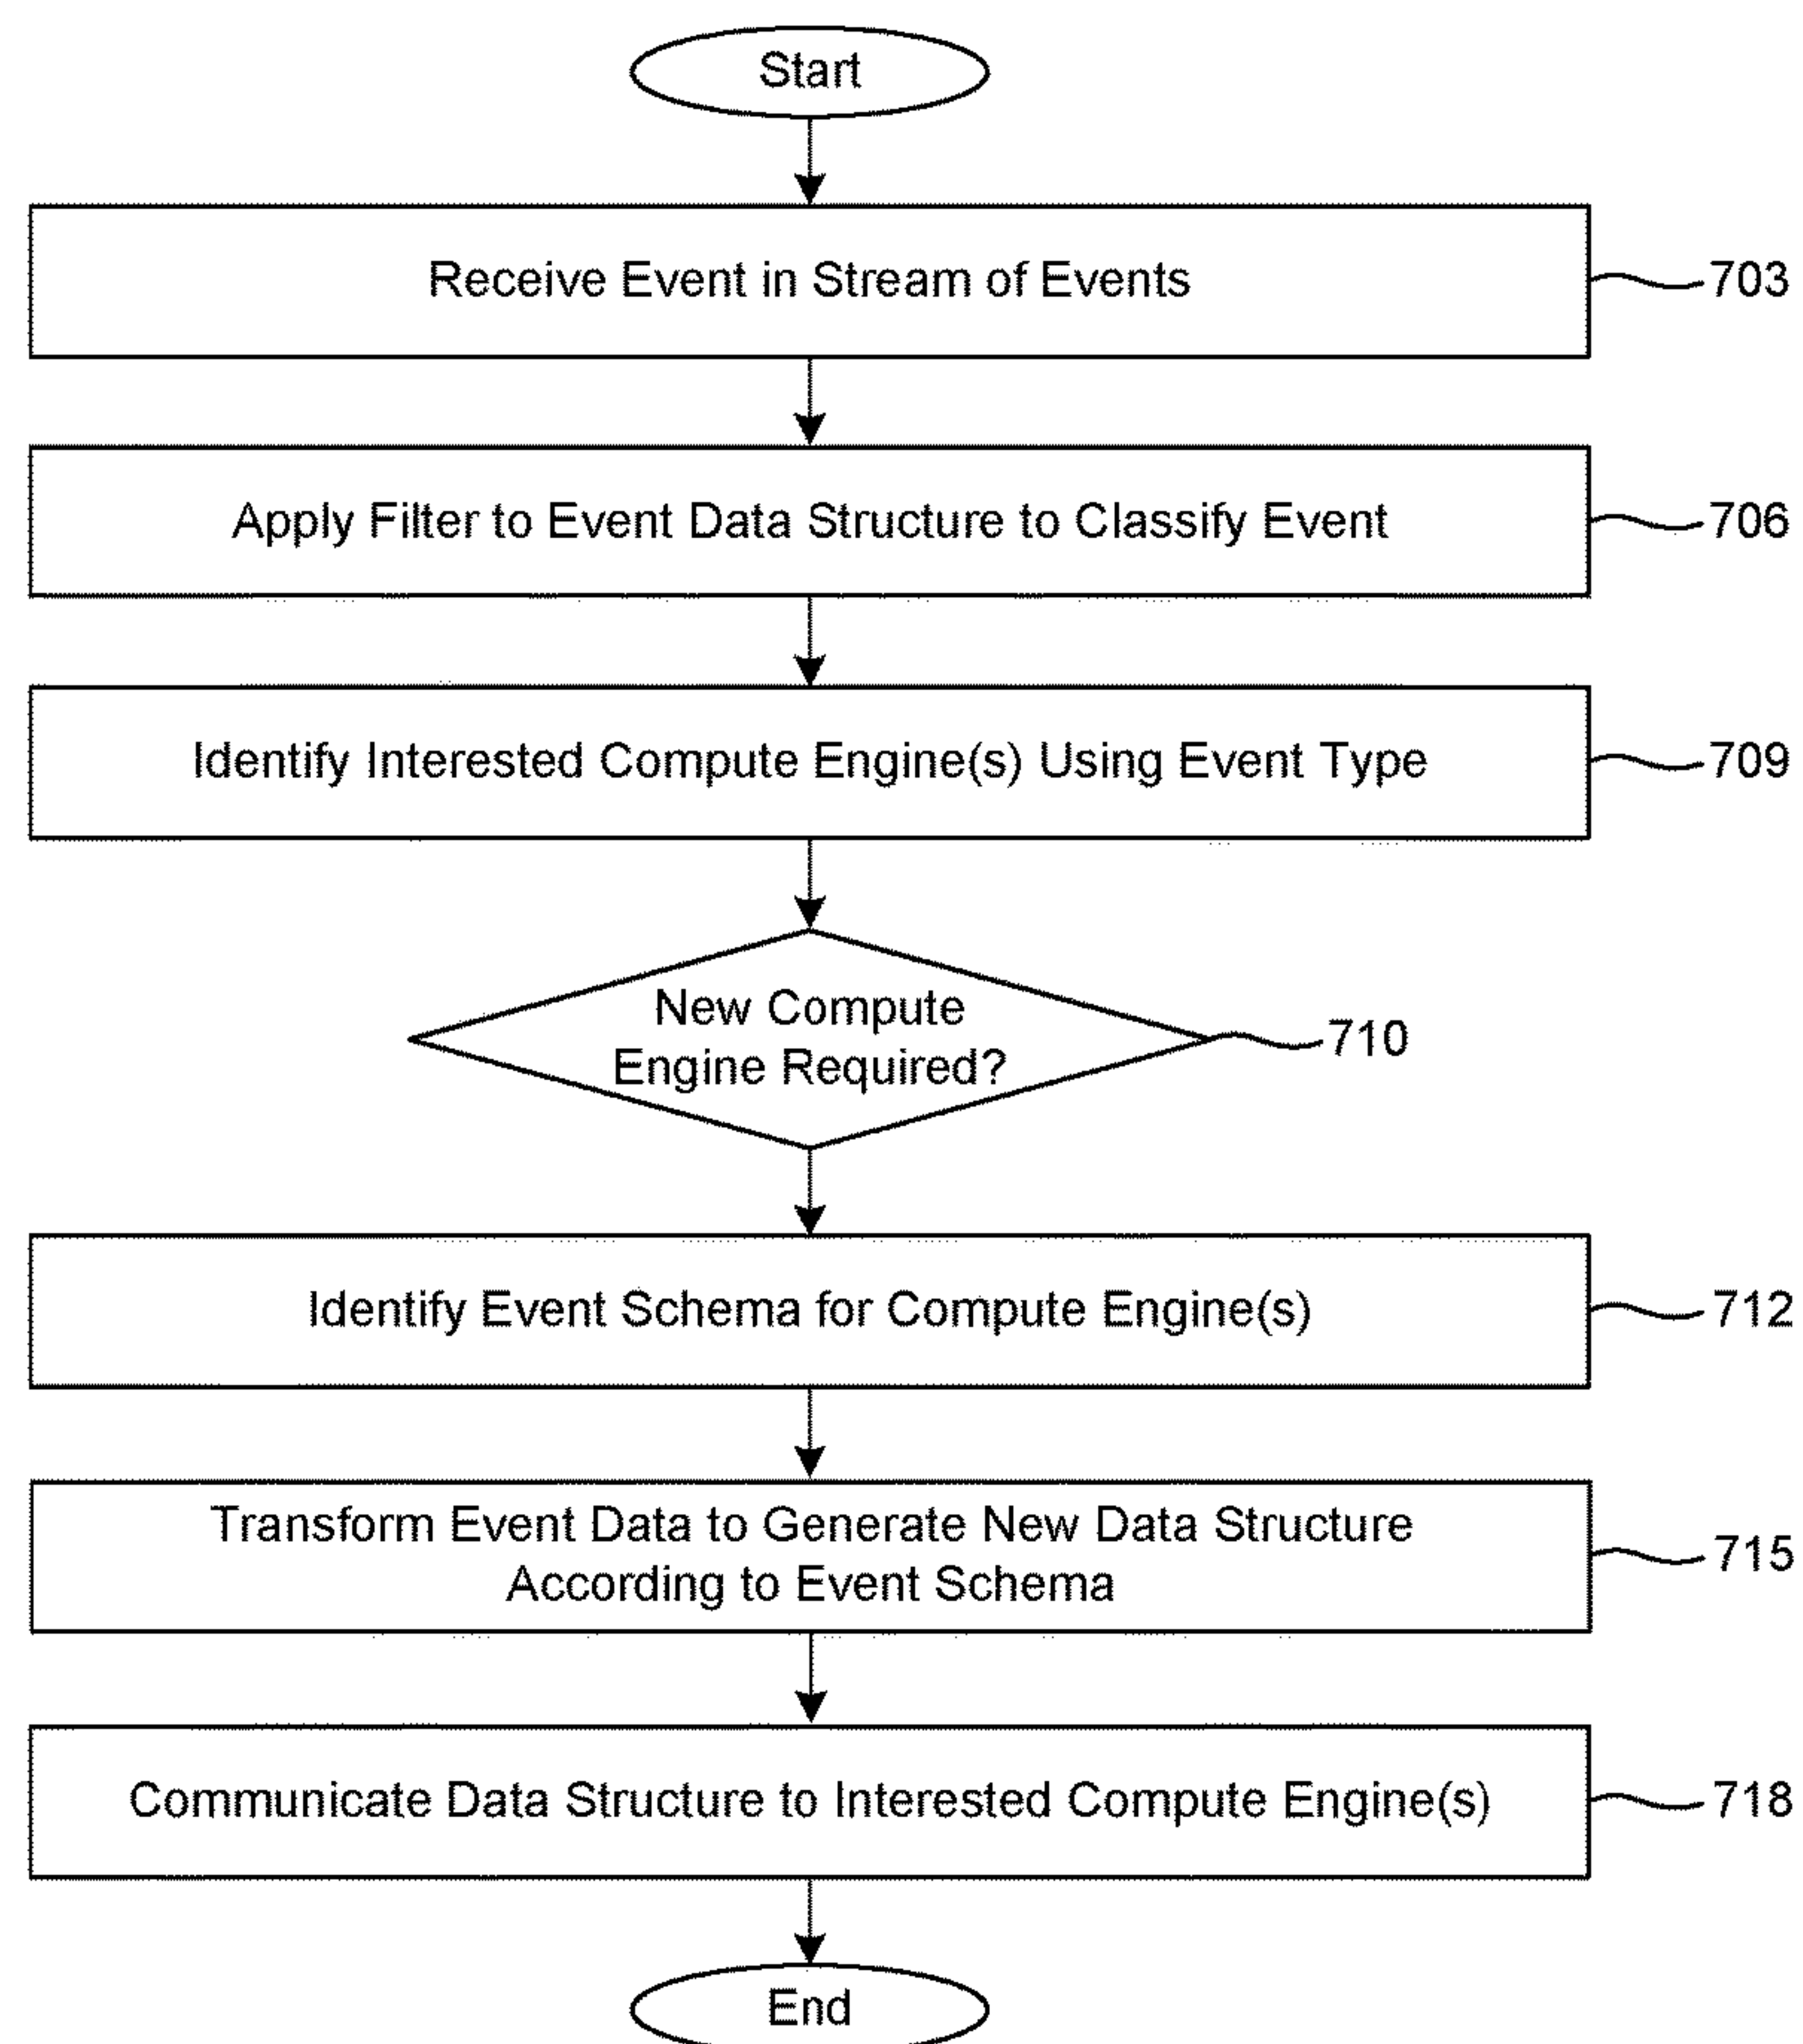 Start
Receive Event in Stream of Events
703
Apply Filter to Event Data Structure to Classify Event
706
Identify Interested Compute Engine(s) Using Event Type
709
New Compute
Engine Required?
710
Identify Event Schema for Compute Engine(s)
712
Transform Event Data to Generate New Data Structure
According to Event Schema
715
Communicate Data Structure to Interested Compute Engine(s)
718
End